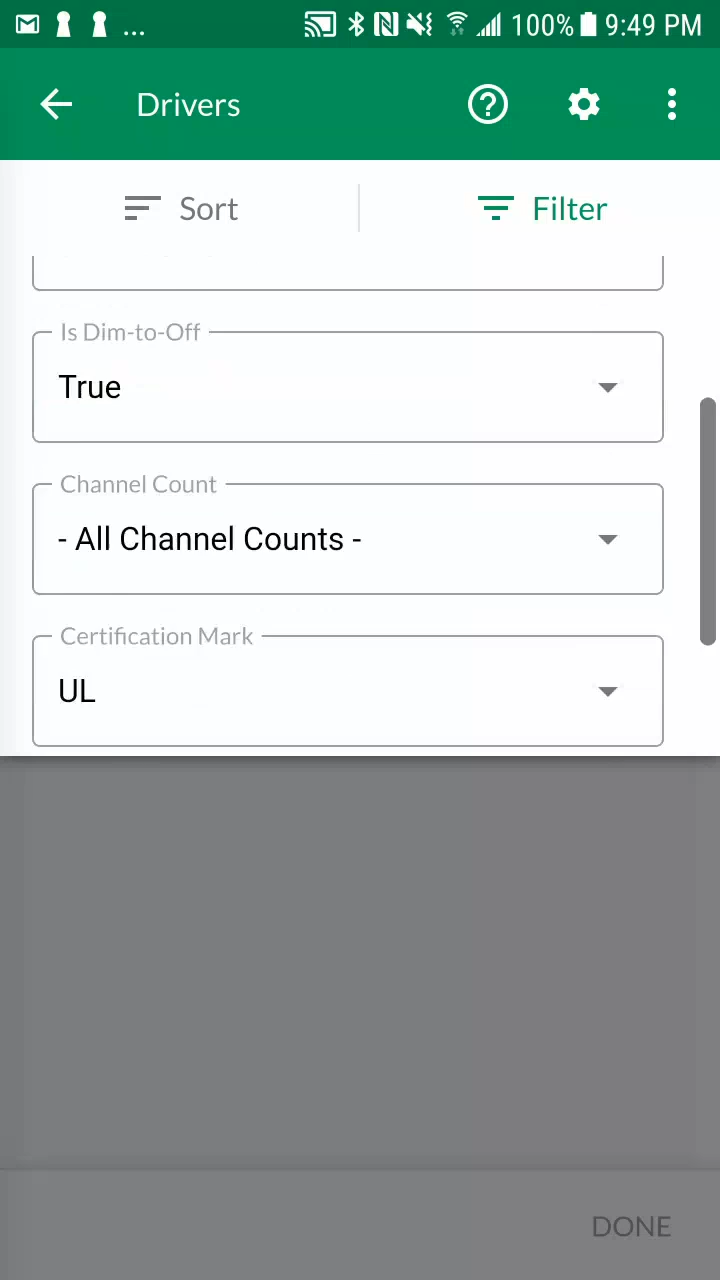 ... 100% 9:49 PM
Drivers
Sort
Filter
Is Dim-to-Off
True
Channel Count
- All Channel Counts -
Certification Mark
UL
DONE